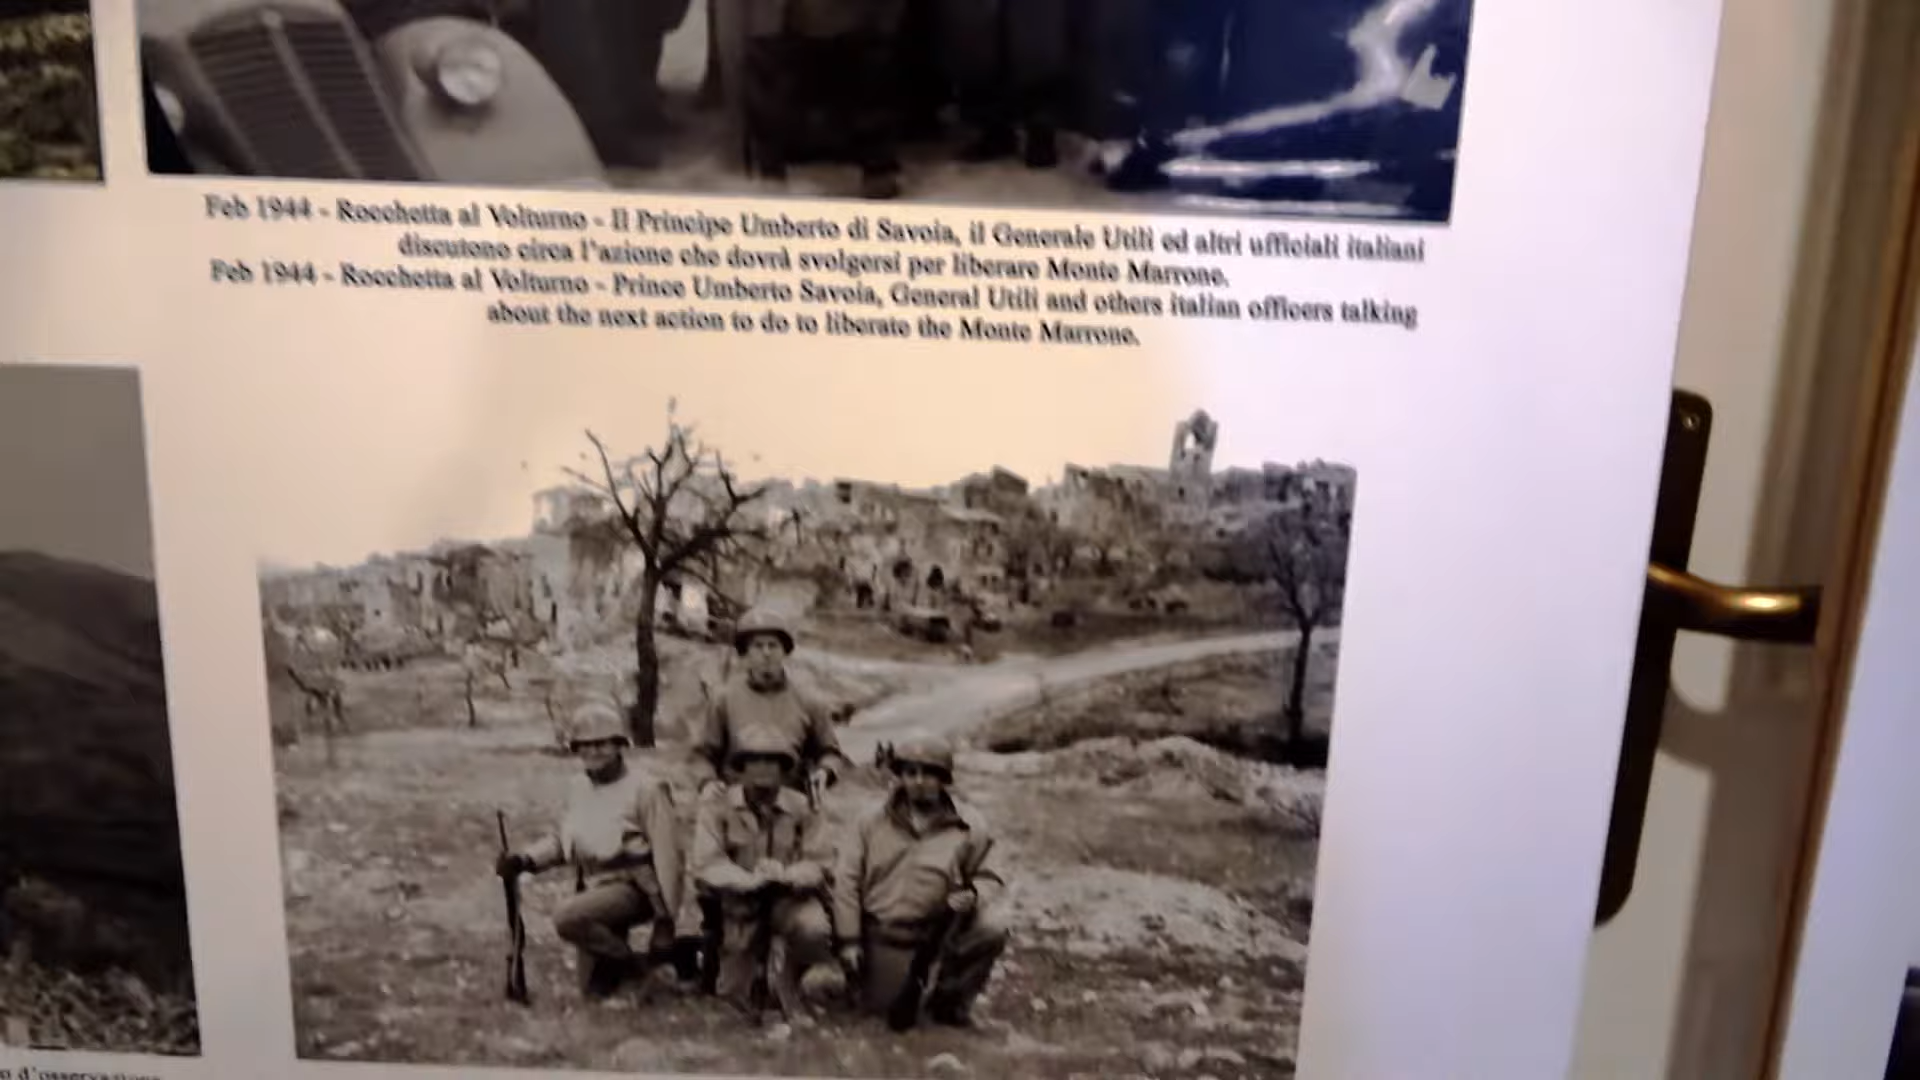 Feb 1944 - Rocchetta al Volturno - Il Principe Umberto di Savoia, il Generale Utili ed altri ufficiali italiani
discutono circa l'azione che dovrà svolgersi per liberare Monte Marrone.
Feb 1944 - Rocchetta al Volturno - Prince Umberto Savoia, General Utili and others italian officers talking
about the next action to do to liberate the Monte Marrone.
d'osservazione